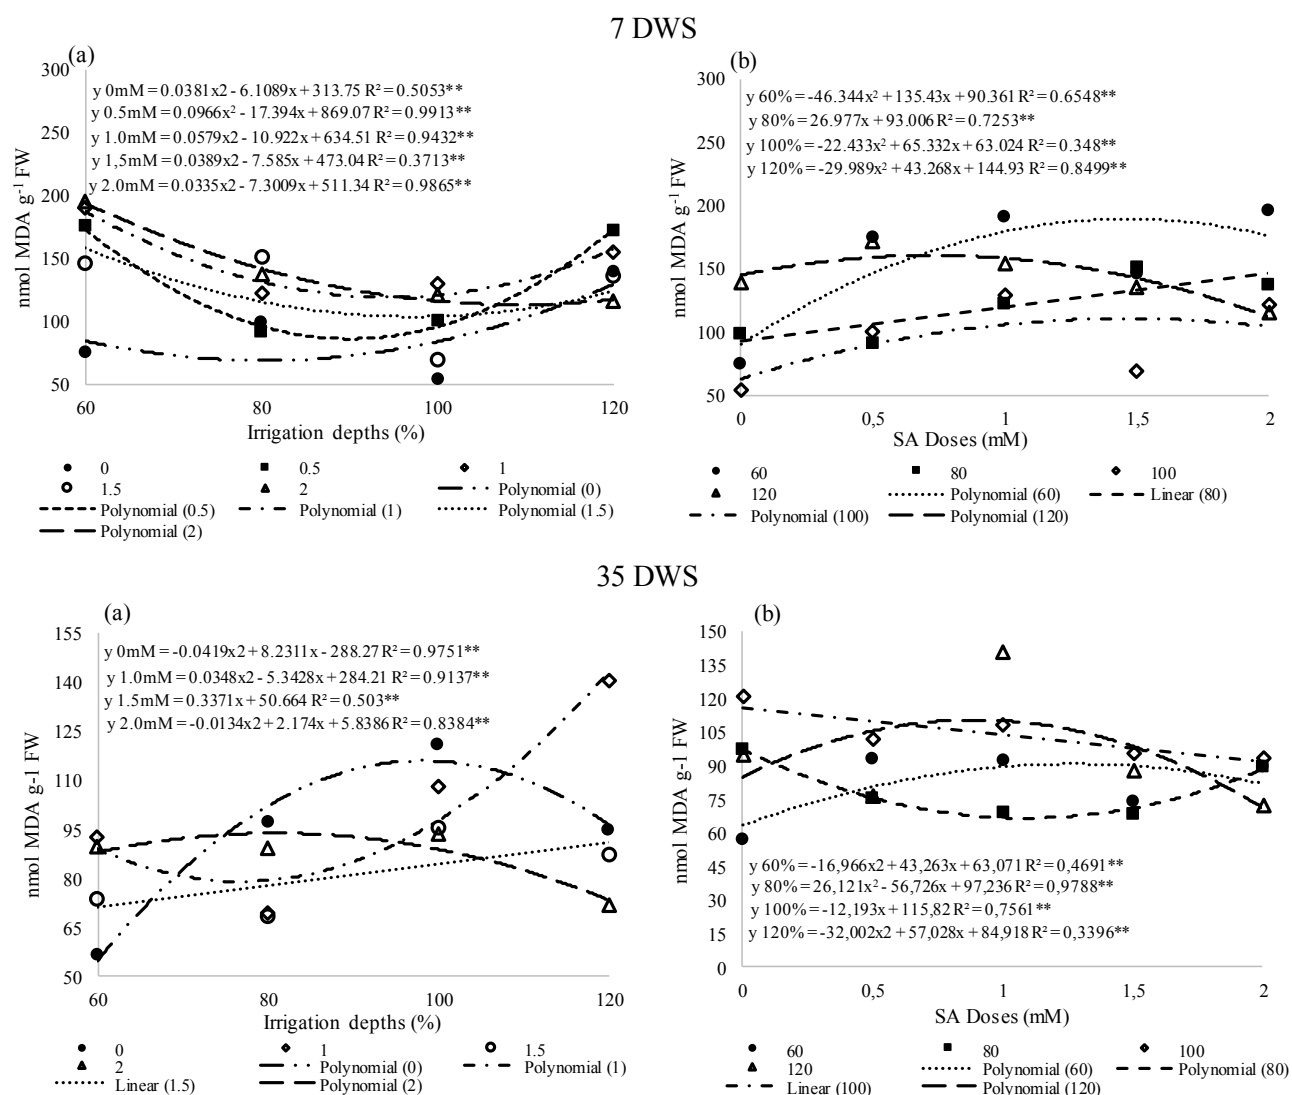 7 DWS
(a)
y 0mM = 0.0381x2 - 6.1089x + 313.75 R² = 0.5053**
y 0.5mM = 0.0966x² - 17.394x + 869.07 R² = 0.9913**
y 1.0mM = 0.0579x2 - 10.922x + 634.51 R² = 0.9432**
y 1,5mM = 0.0389x2 - 7.585x + 473.04 R² = 0.3713**
y 2.0mM = 0.0335x2 - 7.3009x + 511.34 R² = 0.9865**
nmol MDA g⁻¹ FW
300
250
200
150
100
50
60 80 100 120
Irrigation depths (%)
0 0.5 1
1.5 2 Polynomial (0)
Polynomial (0.5) Polynomial (1) Polynomial (1.5)
Polynomial (2)
(b)
y 60% = -46.344x² + 135.43x + 90.361 R² = 0.6548**
y 80% = 26.977x + 93.006 R² = 0.7253**
y 100% = -22.433x² + 65.332x + 63.024 R² = 0.348**
y 120% = -29.989x² + 43.268x + 144.93 R² = 0.8499**
nmol MDA g⁻¹ FW
300
250
200
150
100
50
0 0,5 1 1,5 2
SA Doses (mM)
60 80 100
120 Polynomial (60) Linear (80)
Polynomial (100) Polynomial (120)
35 DWS
(a)
y 0mM = -0.0419x2 + 8.2311x - 288.27 R² = 0.9751**
y 1.0mM = 0.0348x2 - 5.3428x + 284.21 R² = 0.9137**
y 1.5mM = 0.3371x + 50.664 R² = 0.503**
y 2.0mM = -0.0134x2 + 2.174x + 5.8386 R² = 0.8384**
nmol MDA g-1 FW
155
140
125
110
95
80
65
50
60 80 100 120
Irrigation depths (%)
0 1 1.5
2 Polynomial (0) Polynomial (1)
Linear (1.5) Polynomial (2)
(b)
nmol MDA g-1 FW
150
135
120
105
90
75
60
45
30
15
0
y 60% = -16,966x2 + 43,263x + 63,071 R² = 0,4691**
y 80% = 26,121x² - 56,726x + 97,236 R² = 0,9788**
y 100% = -12,193x + 115,82 R² = 0,7561**
y 120% = -32,002x2 + 57,028x + 84,918 R² = 0,3396**
0 0,5 1 1,5 2
SA Doses (mM)
60 80 100
120 Polynomial (60) Polynomial (80)
Linear (100) Polynomial (120)